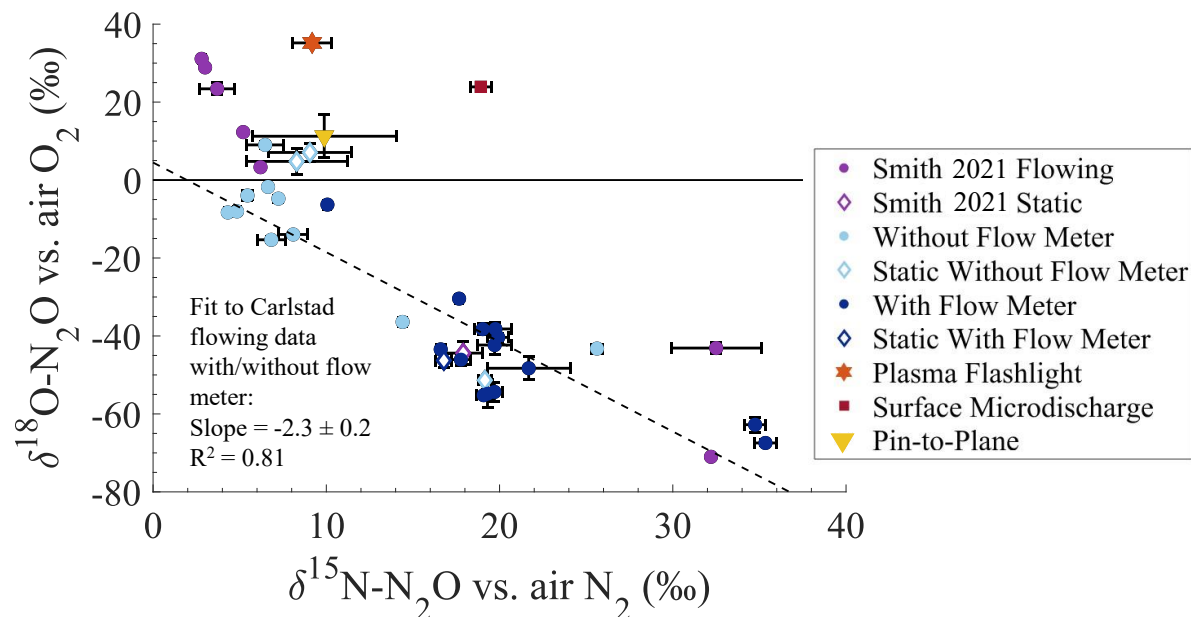 40
20
0
-20
-40
-60
-80
δ¹⁸O-N₂O vs. air O₂ (‰)
Fit to Carlstad
flowing data
with/without flow
meter:
Slope = -2.3 ± 0.2
R² = 0.81
0 10 20 30 40
δ¹⁵N-N₂O vs. air N₂ (‰)
Smith 2021 Flowing
Smith 2021 Static
Without Flow Meter
Static Without Flow Meter
With Flow Meter
Static With Flow Meter
Plasma Flashlight
Surface Microdischarge
Pin-to-Plane